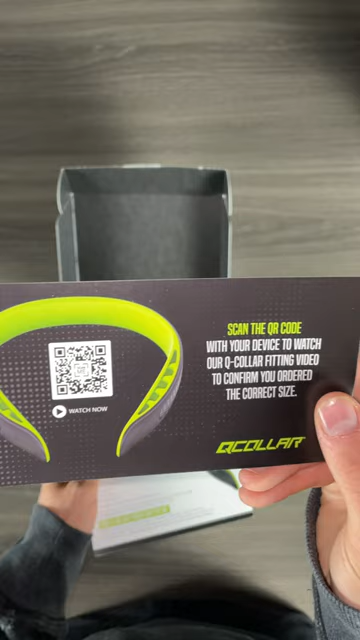 SCAN THE QR CODE
WITH YOUR DEVICE TO WATCH
OUR Q-COLLAR FITTING VIDEO
TO CONFIRM YOU ORDERED
THE CORRECT SIZE.
WATCH NOW
QCOLLAR